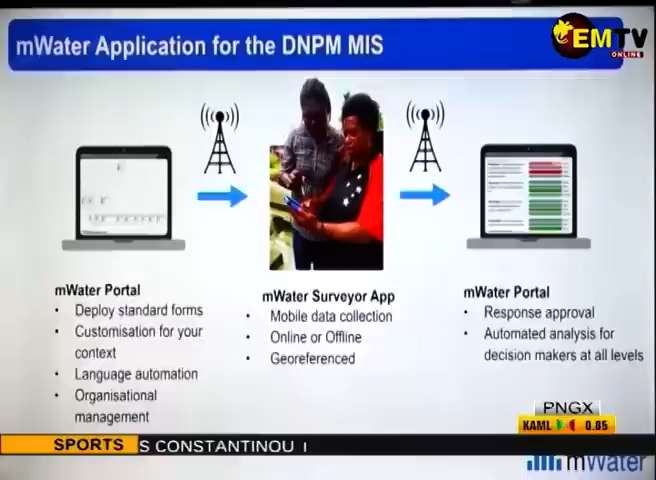 mWater Application for the DNPM MIS
EMTV
ONLINE
mWater Portal
• Deploy standard forms
• Customisation for your
context
• Language automation
• Organisational
management
mWater Surveyor App
• Mobile data collection
• Online or Offline
• Georeferenced
mWater Portal
• Response approval
• Automated analysis for
decision makers at all levels
PNGX
KAML 0.05
SPORTS
S CONSTANTINOU
mWater